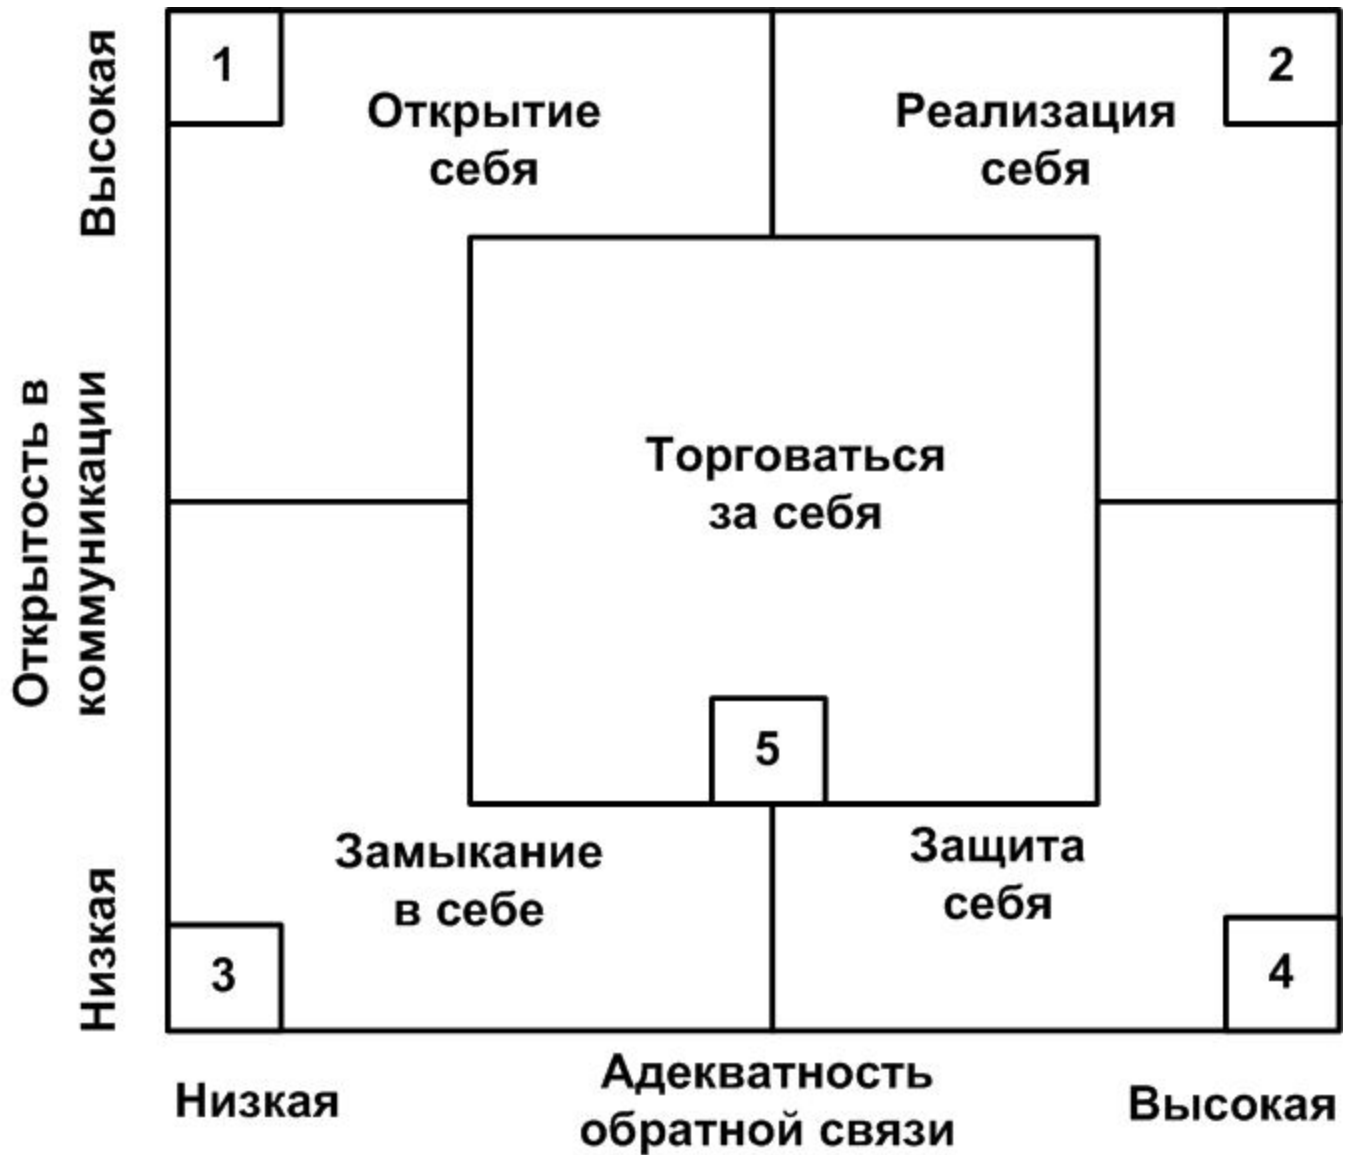 Высокая
Открытость в
коммуникации
Низкая
1
Открытие
себя
2
Реализация
себя
Торговаться
за себя
5
3
Замыкание
в себе
4
Защита
себя
Низкая
Адекватность
обратной связи
Высокая